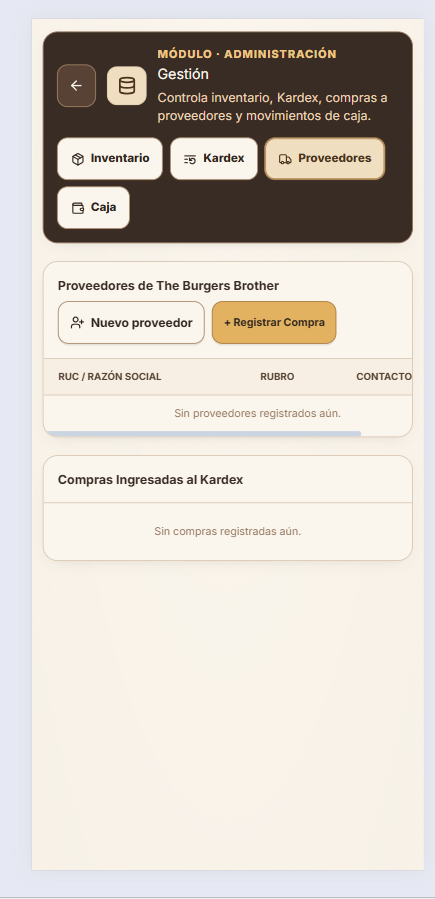 MÓDULO · ADMINISTRACIÓN
Gestión
Controla inventario, Kardex, compras a
proveedores y movimientos de caja.
Inventario
Kardex
Proveedores
Caja
Proveedores de The Burgers Brother
Nuevo proveedor
+ Registrar Compra
RUC / RAZÓN SOCIAL RUBRO CONTACTO
Sin proveedores registrados aún.
Compras Ingresadas al Kardex
Sin compras registradas aún.